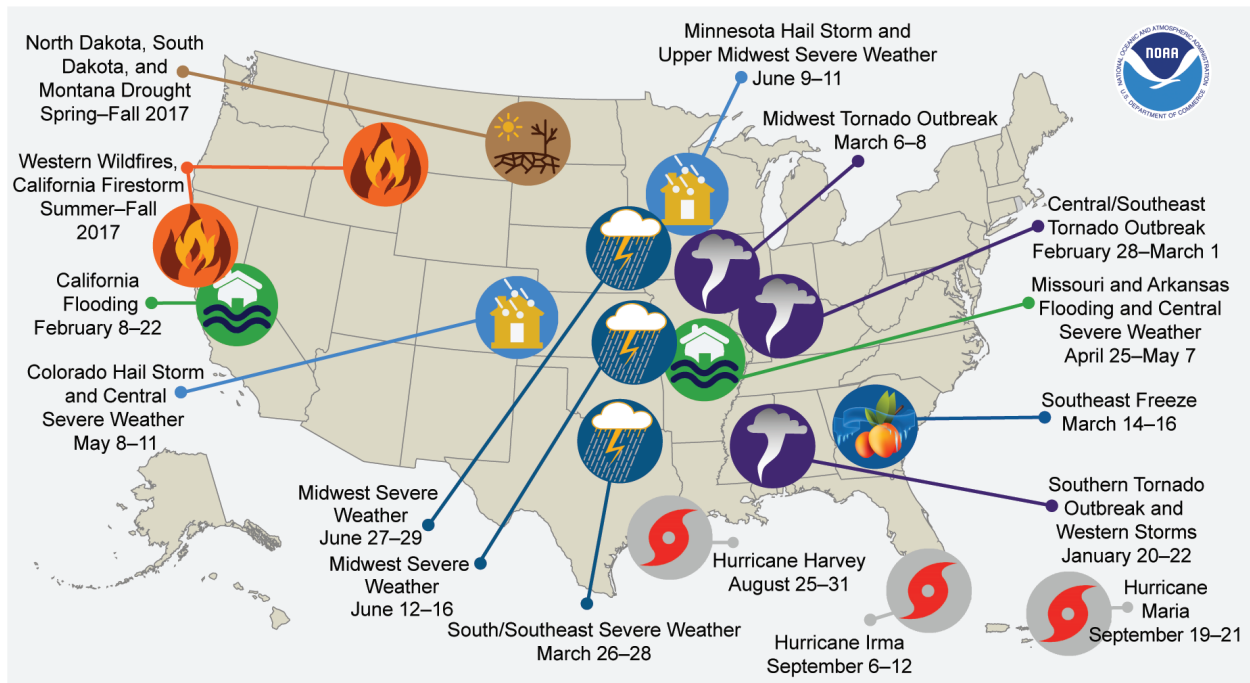 North Dakota, South
Dakota, and
Montana Drought
Spring–Fall 2017
Minnesota Hail Storm and
Upper Midwest Severe Weather
June 9–11
NATIONAL OCEANIC AND ATMOSPHERIC ADMINISTRATION
NOAA
U.S. DEPARTMENT OF COMMERCE
Midwest Tornado Outbreak
March 6–8
Western Wildfires,
California Firestorm
Summer–Fall
2017
Central/Southeast
Tornado Outbreak
February 28–March 1
California
Flooding
February 8–22
Missouri and Arkansas
Flooding and Central
Severe Weather
April 25–May 7
Colorado Hail Storm
and Central
Severe Weather
May 8–11
Southeast Freeze
March 14–16
Midwest Severe
Weather
June 27–29
Southern Tornado
Outbreak and
Western Storms
January 20–22
Midwest Severe
Weather
June 12–16
Hurricane Harvey
August 25–31
Hurricane
Maria
September 19–21
South/Southeast Severe Weather
March 26–28
Hurricane Irma
September 6–12